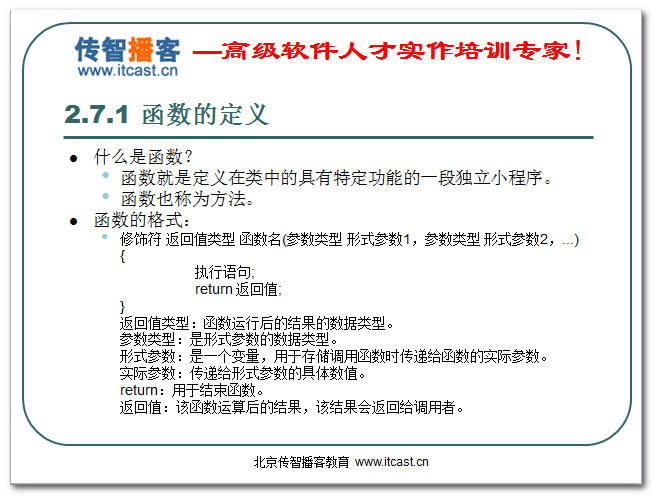 传智播客 —高级软件人才实作培训专家!
www.itcast.cn
2.7.1 函数的定义
● 什么是函数?
• 函数就是定义在类中的具有特定功能的一段独立小程序。
• 函数也称为方法。
● 函数的格式:
• 修饰符 返回值类型 函数名(参数类型 形式参数1，参数类型 形式参数2，...)
{
执行语句;
return 返回值;
}
返回值类型：函数运行后的结果的数据类型。
参数类型：是形式参数的数据类型。
形式参数：是一个变量，用于存储调用函数时传递给函数的实际参数。
实际参数：传递给形式参数的具体数值。
return：用于结束函数。
返回值：该函数运算后的结果，该结果会返回给调用者。
北京传智播客教育 www.itcast.cn